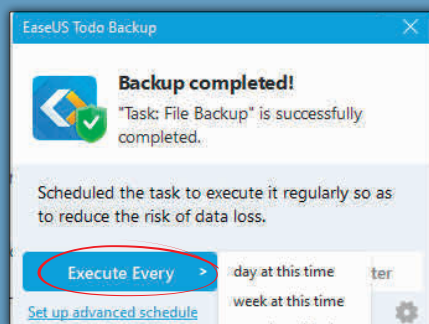 EaseUS Todo Backup
Backup completed!
"Task: File Backup" is successfully
completed.
Scheduled the task to execute it regularly so as
to reduce the risk of data loss.
Execute Every > day at this time
week at this time
Set up advanced schedule